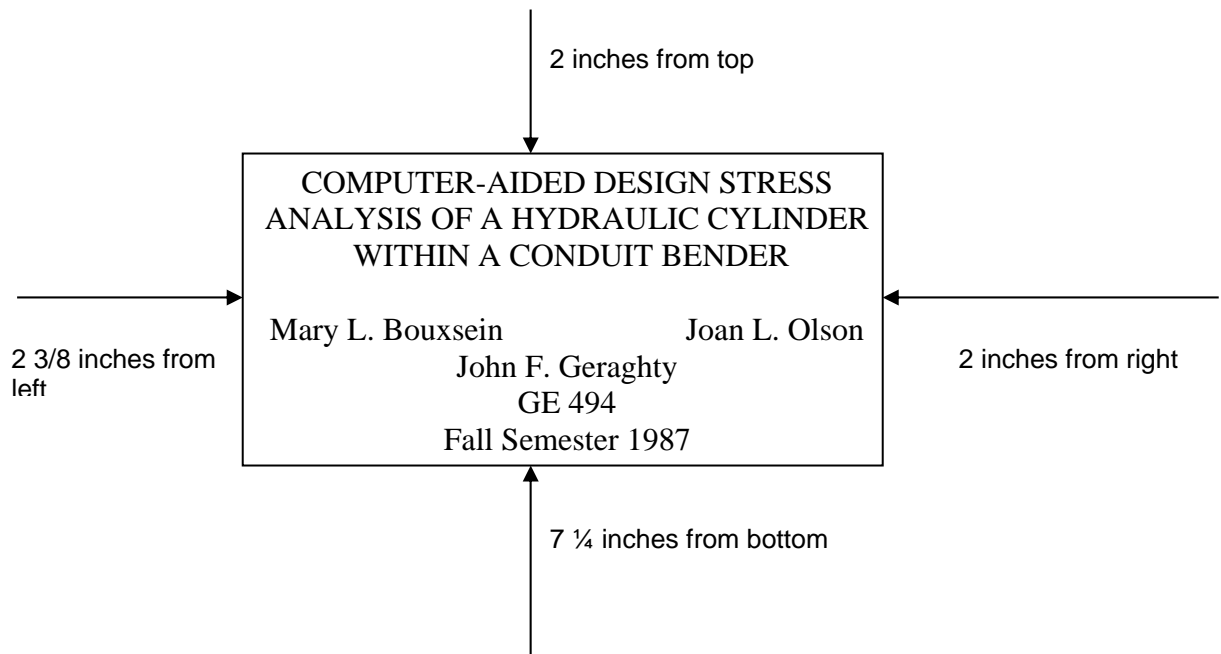 2 inches from top
COMPUTER-AIDED DESIGN STRESS
ANALYSIS OF A HYDRAULIC CYLINDER
WITHIN A CONDUIT BENDER
Mary L. Bouxsein Joan L. Olson
John F. Geraghty
GE 494
Fall Semester 1987
2 3/8 inches from
left
2 inches from right
7 ¼ inches from bottom